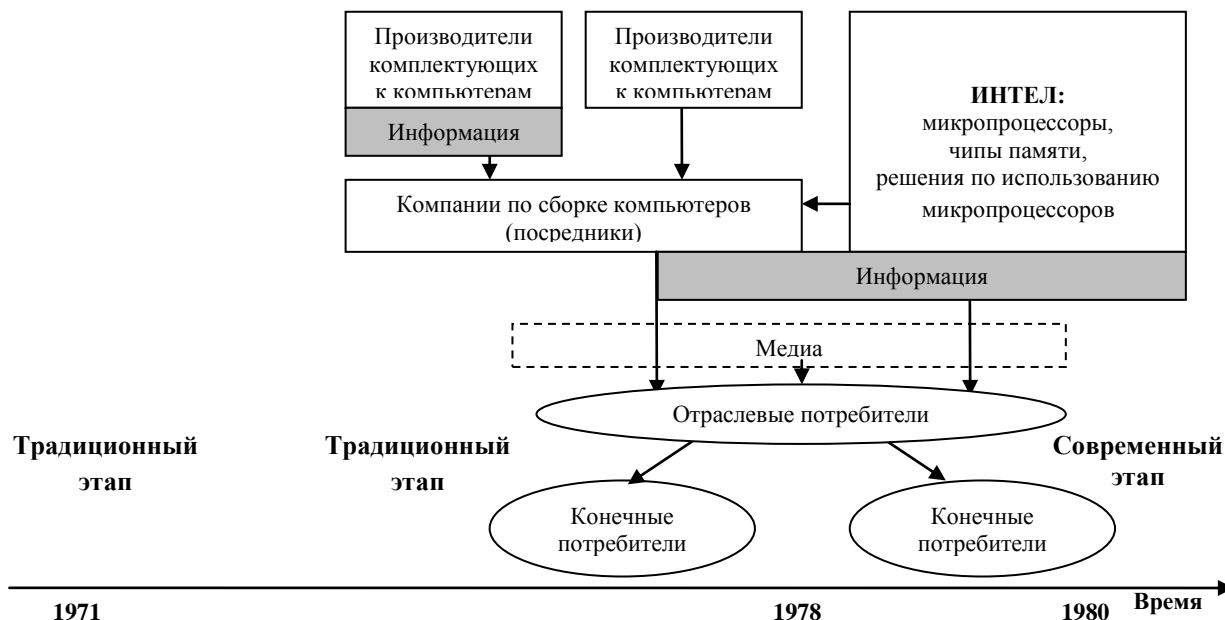 Производители
комплектующих
к компьютерам
Производители
комплектующих
к компьютерам
ИНТЕЛ:
микропроцессоры,
чипы памяти,
решения по использованию
микропроцессоров
Информация
Компании по сборке компьютеров
(посредники)
Информация
Медиа
Отраслевые потребители
Традиционный
этап
Традиционный
этап
Современный
этап
Конечные
потребители
Конечные
потребители
1971
1978
1980
Время